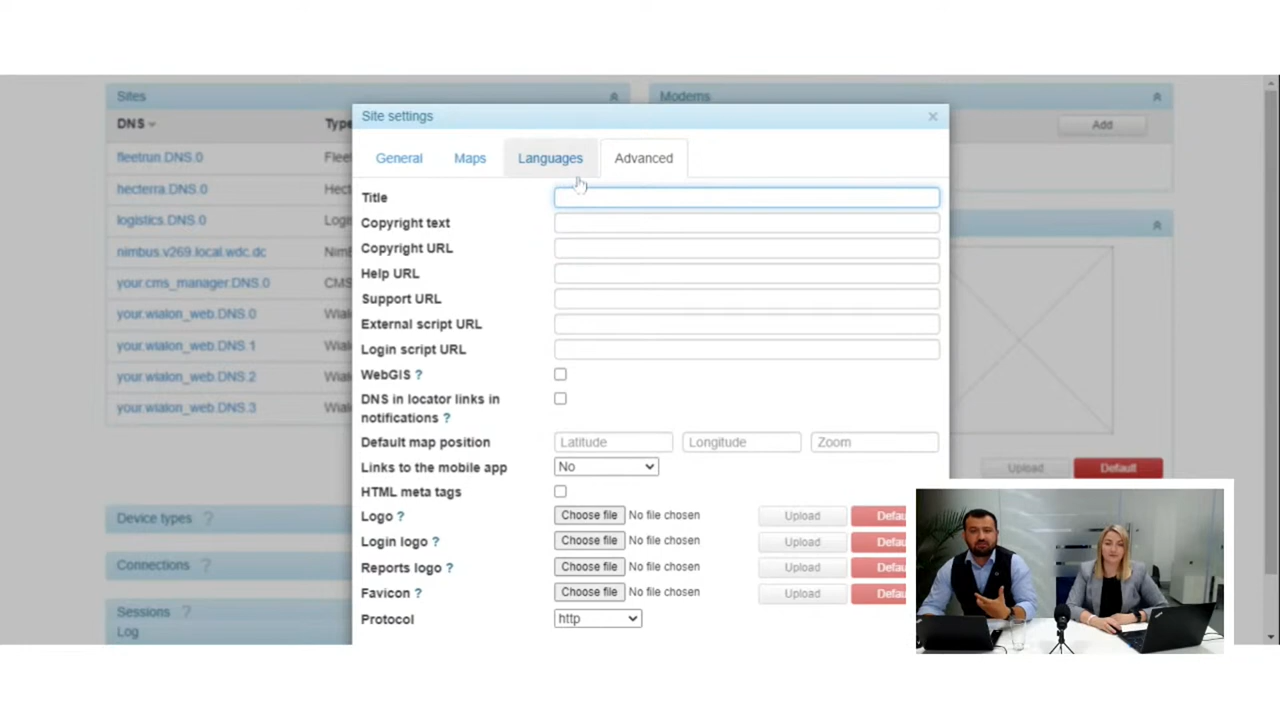 Sites
Modems
DNS
Type
Add
fleetrun.DNS.0
hecterra.DNS.0
logistics.DNS.0
nimbus.v269.local.wdc.dc
your.cms_manager.DNS.0
your.wialon_web.DNS.0
your.wialon_web.DNS.1
your.wialon_web.DNS.2
your.wialon_web.DNS.3
Device types ?
Connections ?
Sessions ?
Log
Upload Default
Site settings ×
General Maps Languages Advanced
Title
Copyright text
Copyright URL
Help URL
Support URL
External script URL
Login script URL
WebGIS ?
DNS in locator links in
notifications ?
Default map position Latitude Longitude Zoom
Links to the mobile app No
HTML meta tags
Logo ? Choose file No file chosen Upload
Login logo ? Choose file No file chosen Upload
Reports logo ? Choose file No file chosen Upload
Favicon ? Choose file No file chosen Upload
Protocol http